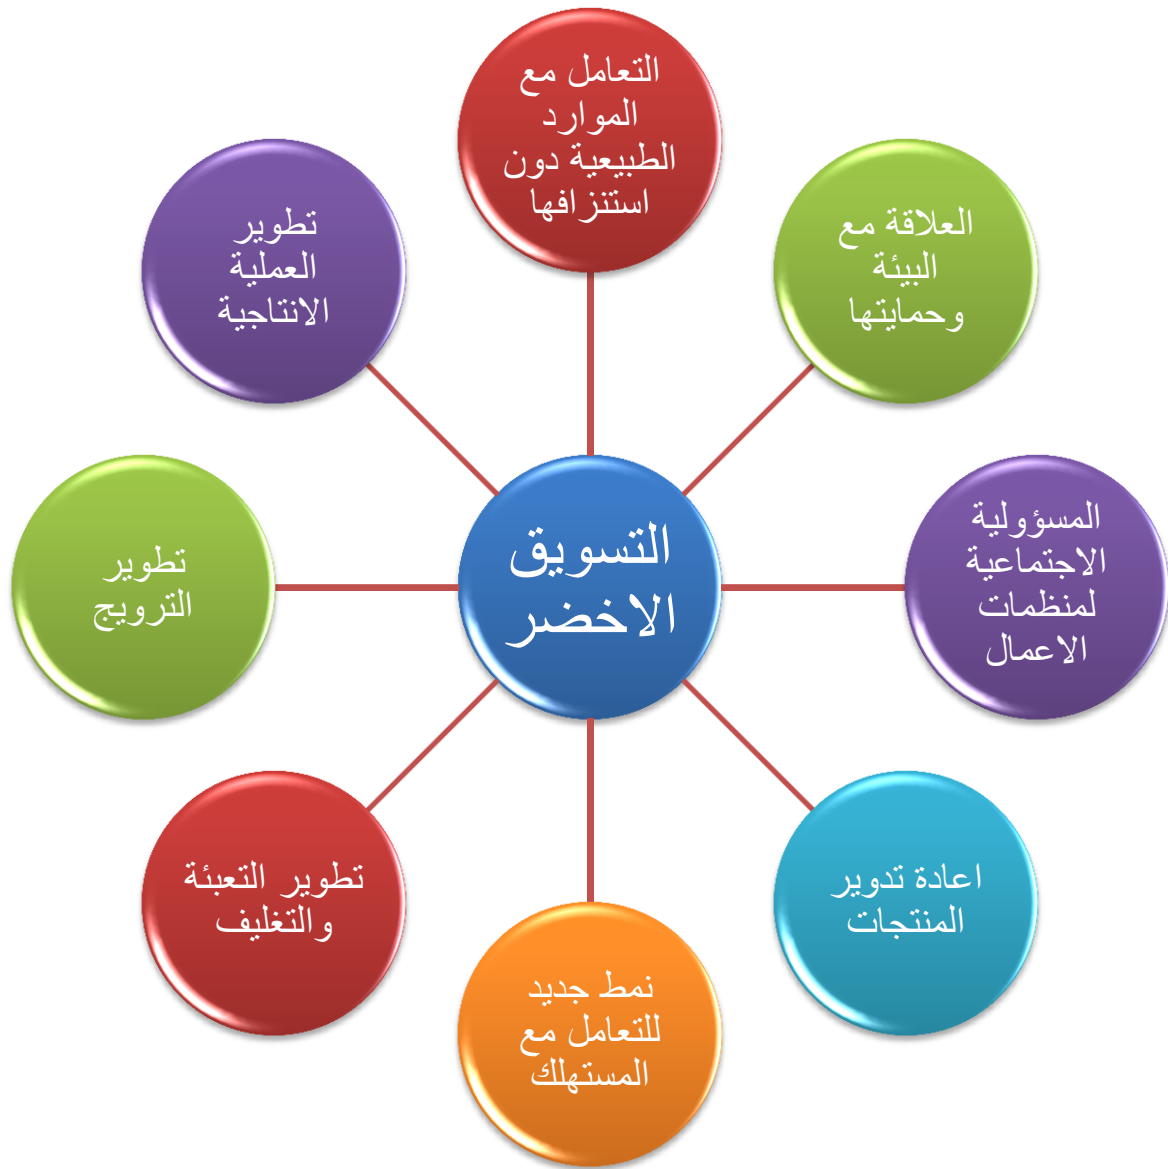 التعامل مع
الموارد
الطبيعية دون
استنزافها
العلاقة مع
البيئة
وحمايتها
المسؤولية
الاجتماعية
لمنظمات
الاعمال
اعادة تدوير
المنتجات
نمط جديد
للتعامل مع
المستهلك
تطوير التعبئة
والتغليف
تطوير
الترويج
تطوير
العملية
الانتاجية
التسويق
الاخضر